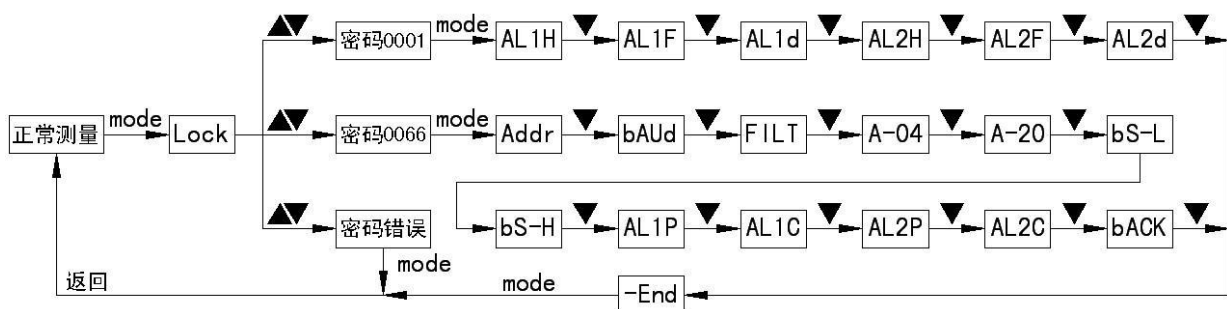 密码0001 mode AL1H AL1F AL1d AL2H AL2F AL2d
正常测量 mode Lock 密码0066 mode Addr bAUd FILT A-04 A-20 bS-L
密码错误 bS-H AL1P AL1C AL2P AL2C bACK
mode
返回 mode -End